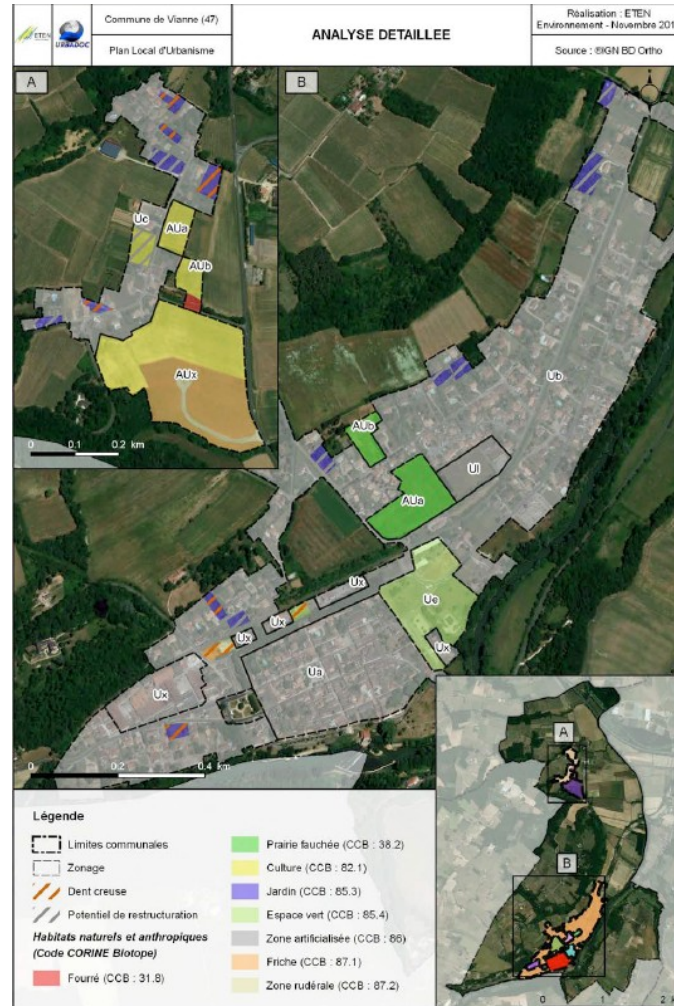 ETEN
URBADOC
Commune de Vianne (47)
Plan Local d'Urbanisme
ANALYSE DETAILLEE
Réalisation : ETEN
Environnement - Novembre 201
Source : ©IGN BD Ortho
A
B
Uc
AUa
AUb
AUx
0 0.1 0.2 km
Ub
AUb
Ul
AUa
Ux
Ue
Ux
Ux
Ux
Ua
Ux
0 0.2 0.4 km
A
B
0 2
Légende
Limites communales
Zonage
Dent creuse
Potentiel de restructuration
Habitats naturels et anthropiques
(Code CORINE Biotope)
Fourré (CCB : 31.8)
Prairie fauchée (CCB : 38.2)
Culture (CCB : 82.1)
Jardin (CCB : 85.3)
Espace vert (CCB : 85.4)
Zone artificialisée (CCB : 86)
Friche (CCB : 87.1)
Zone rudérale (CCB : 87.2)